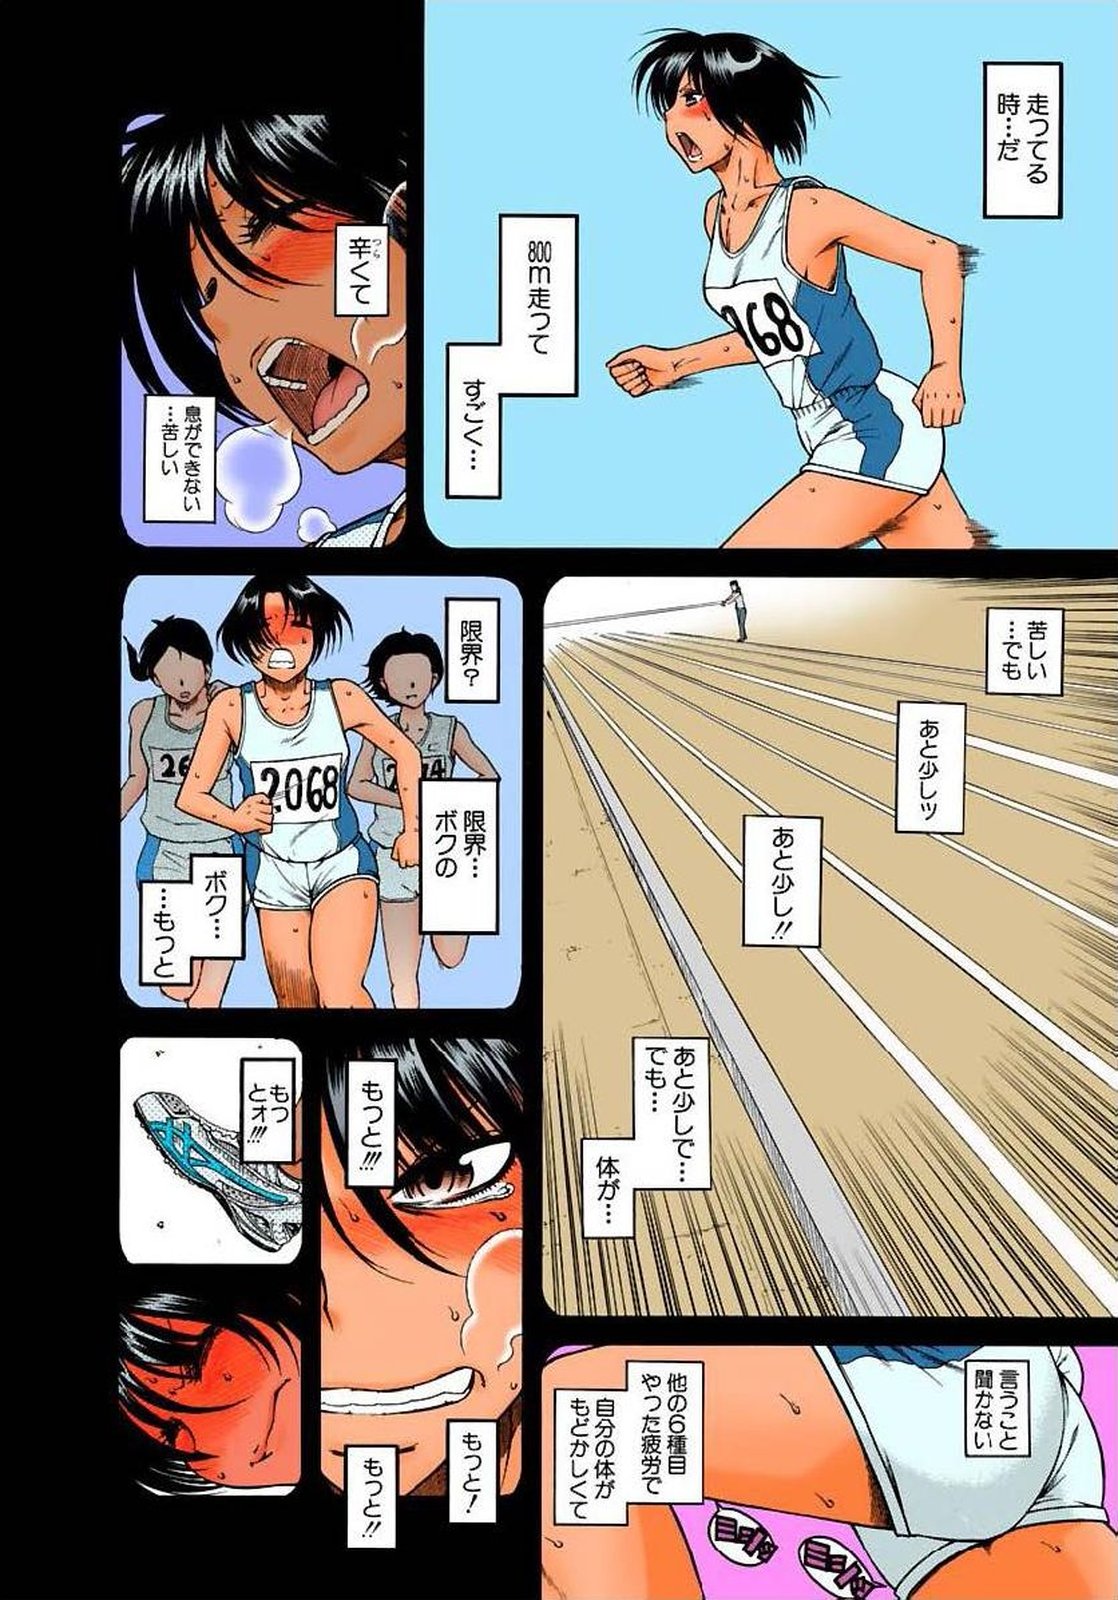 走ってる
時…だ
800m走って
すごく…
辛くて
つら
息ができない
…苦しい
苦しい
…でも
あと少しッ
あと少し!!
あと少しで…
でも…
体が…
限界?
限界…
ボクの
ボク…
…もっと
2068
2068
26
もっと!!!
もっ
とォ!!!
もっと!
もっと!!
言うこと
聞かない
他の6種目
やった疲労で
自分の体が
もどかしくて